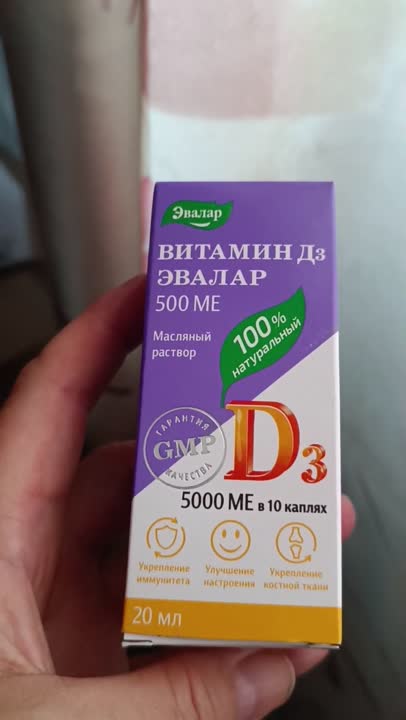 Эвалар
ВИТАМИН Д3
ЭВАЛАР
500 МЕ
Масляный
раствор
100%
натуральный
ГАРАНТИЯ
GMP
КАЧЕСТВА
D3
5000 МЕ в 10 каплях
Укрепление
иммунитета
Улучшение
настроения
Укрепление
костной ткани
20 мл